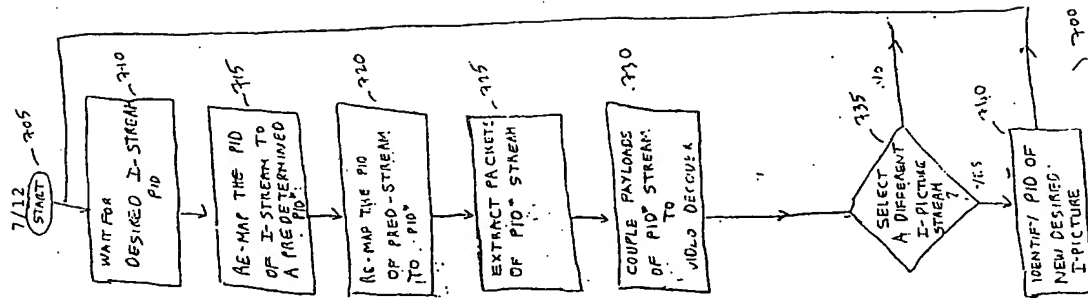 7/12
START
705
WAIT FOR
DESIRED I-STREAM
PID
710
RE-MAP THE PID
OF I-STREAM TO
A PREDETERMINED
PID*
715
RE-MAP THE PID
OF PRED-STREAM
TO PID*
720
EXTRACT PACKETS
OF PID* STREAM
725
COUPLE PAYLOADS
OF PID* STREAM
TO
VIDEO DECODER
730
SELECT
A DIFFERENT
I-PICTURE
STREAM
?
735
NO
YES
740
IDENTIFY PID OF
NEW DESIRED
I-PICTURE
700